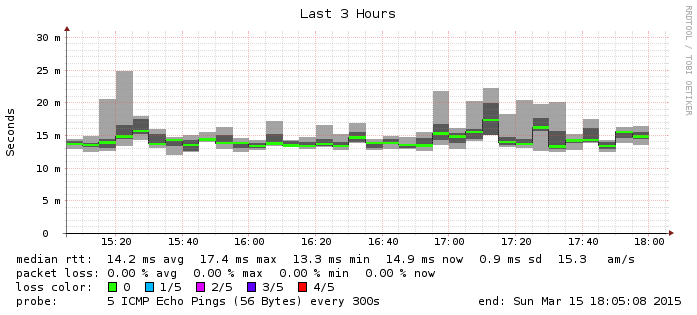 Last 3 Hours
RRDTOOL / TOBI OETIKER
Seconds
30 m
25 m
20 m
15 m
10 m
5 m
0
15:20 15:40 16:00 16:20 16:40 17:00 17:20 17:40 18:00
median rtt: 14.2 ms avg 17.4 ms max 13.3 ms min 14.9 ms now 0.9 ms sd 15.3 am/s
packet loss: 0.00 % avg 0.00 % max 0.00 % min 0.00 % now
loss color: 0 1/5 2/5 3/5 4/5
probe: 5 ICMP Echo Pings (56 Bytes) every 300s end: Sun Mar 15 18:05:08 2015